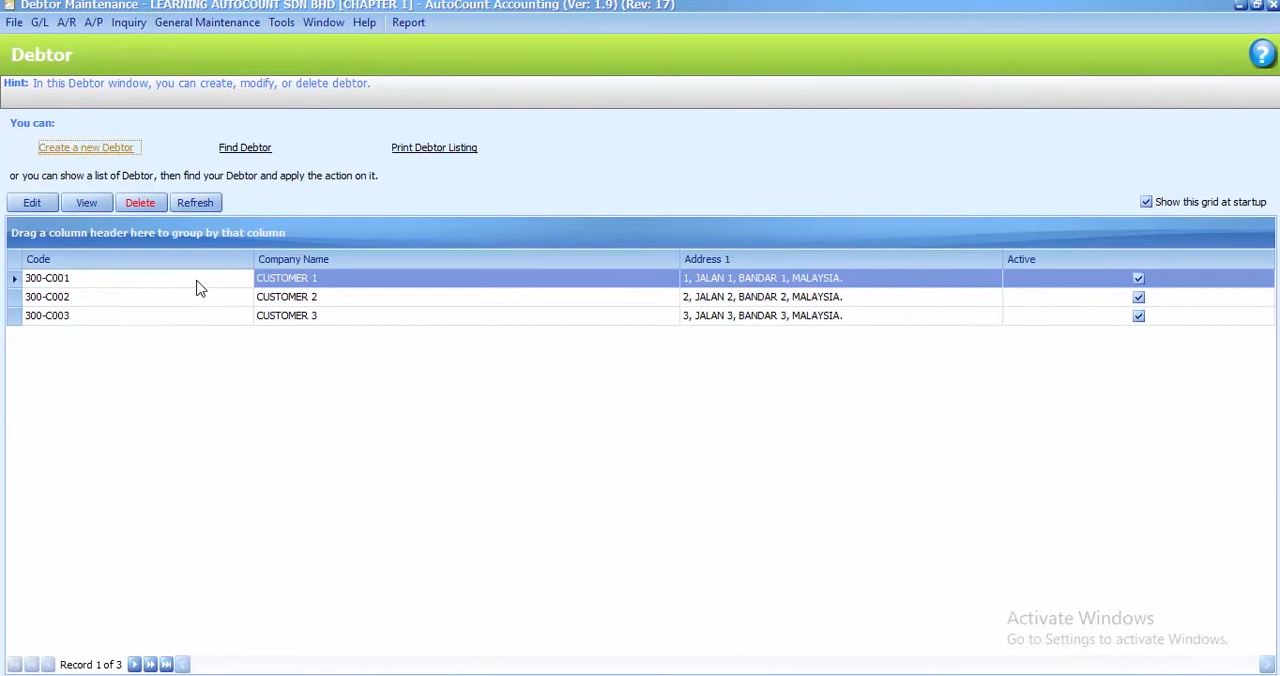 Debtor Maintenance - LEARNING AUTOCOUNT SDN BHD [CHAPTER 1] - AutoCount Accounting (Ver: 1.9) (Rev: 17)
File G/L A/R A/P Inquiry General Maintenance Tools Window Help Report
Debtor
?
Hint: In this Debtor window, you can create, modify, or delete debtor.
You can:
Create a new Debtor Find Debtor Print Debtor Listing
or you can show a list of Debtor, then find your Debtor and apply the action on it.
Edit View Delete Refresh Show this grid at startup
Drag a column header here to group by that column
Code Company Name Address 1 Active
300-C001 CUSTOMER 1 1, JALAN 1, BANDAR 1, MALAYSIA.
300-C002 CUSTOMER 2 2, JALAN 2, BANDAR 2, MALAYSIA.
300-C003 CUSTOMER 3 3, JALAN 3, BANDAR 3, MALAYSIA.
Activate Windows
Go to Settings to activate Windows.
Record 1 of 3